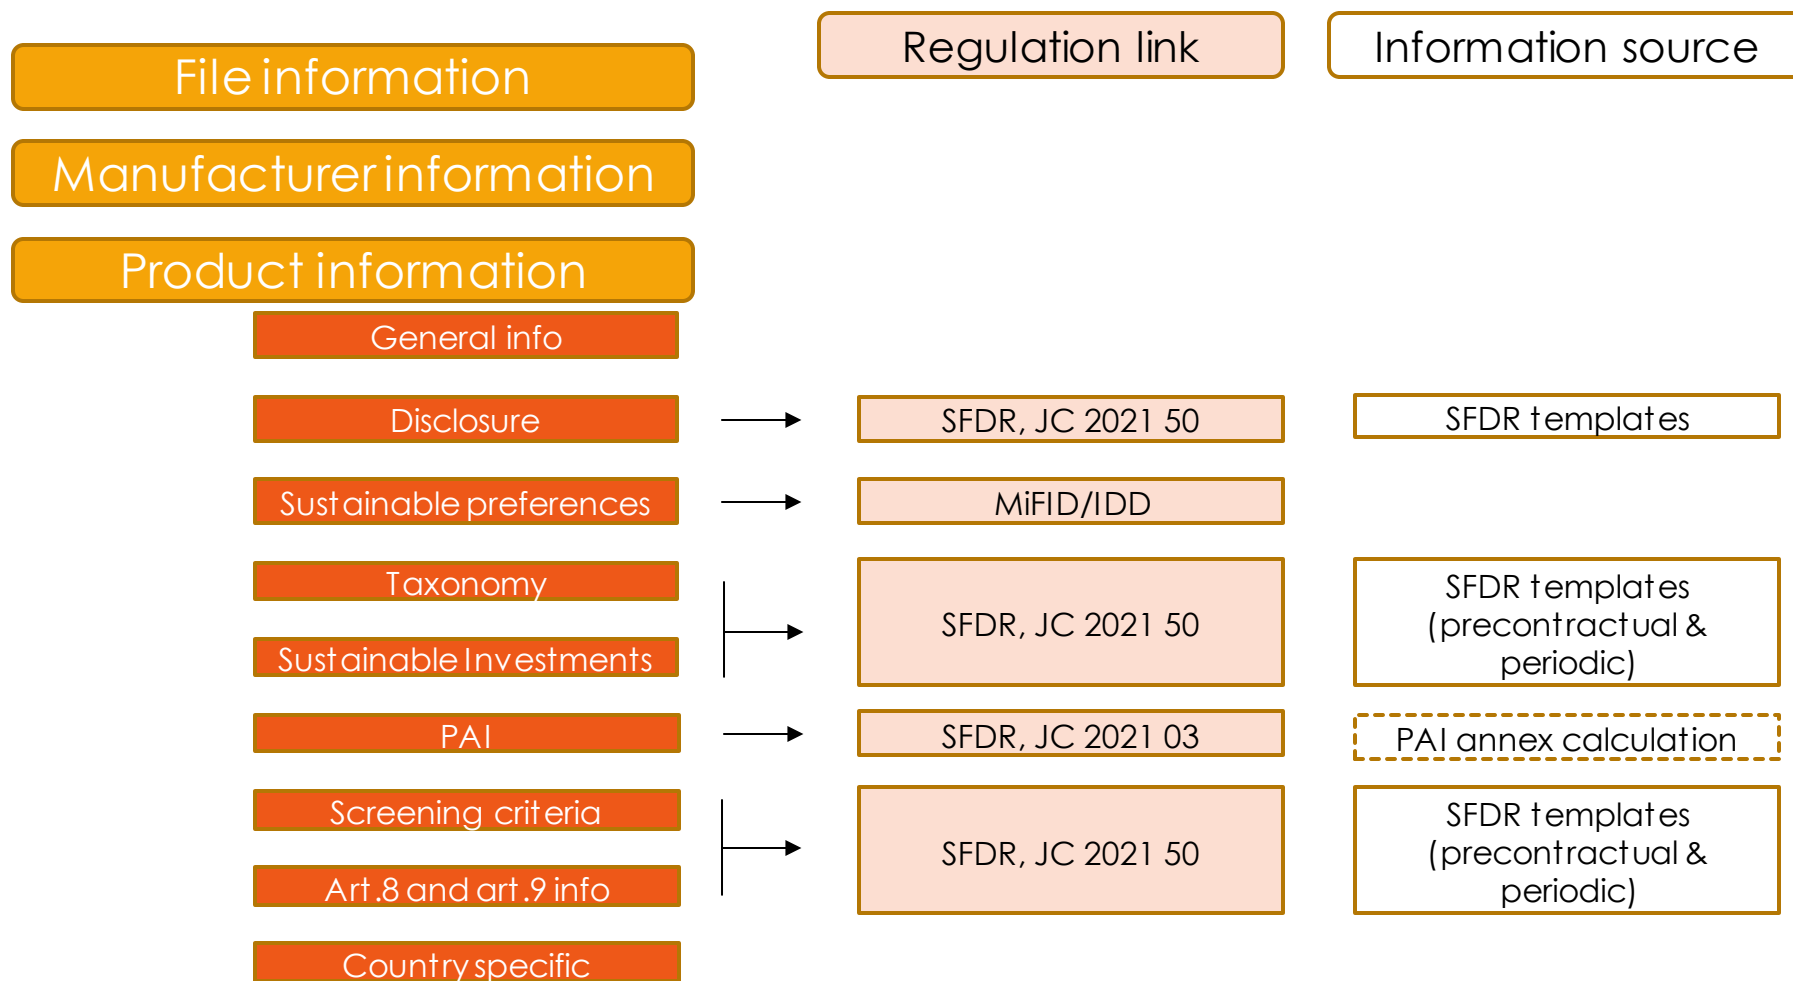 File information
Regulation link
Information source
Manufacturer information
Product information
General info
Disclosure
SFDR, JC 2021 50
SFDR templates
Sustainable preferences
MiFID/IDD
Taxonomy
Sustainable Investments
SFDR, JC 2021 50
SFDR templates
(precontractual &
periodic)
PAI
SFDR, JC 2021 03
PAI annex calculation
Screening criteria
Art.8 and art.9 info
SFDR, JC 2021 50
SFDR templates
(precontractual &
periodic)
Country specific